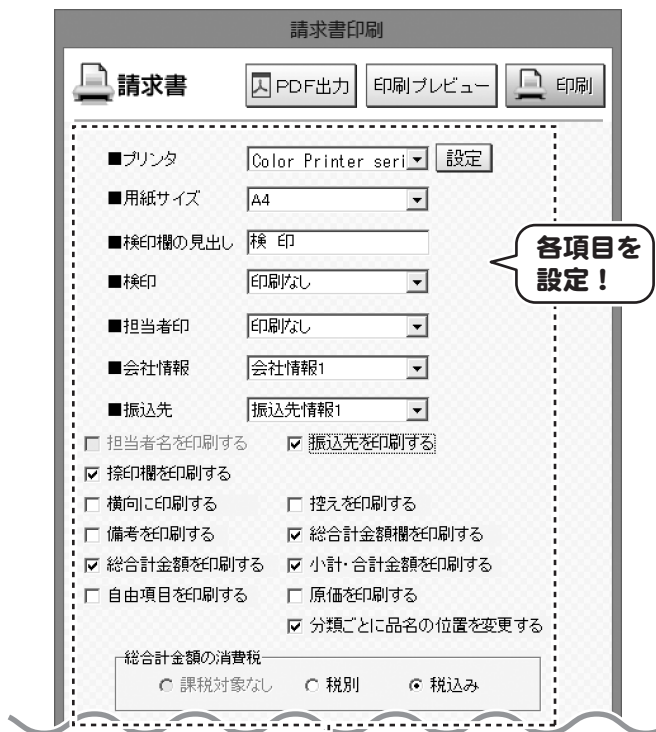 請求書印刷
請求書 PDF出力 印刷プレビュー 印刷
■プリンタ Color Printer seri 設定
■用紙サイズ A4
■検印欄の見出し 検 印
■検印 印刷なし
■担当者印 印刷なし
■会社情報 会社情報1
■振込先 振込先情報1
各項目を
設定！
担当者名を印刷する 振込先を印刷する
捺印欄を印刷する
横向に印刷する 控えを印刷する
備考を印刷する 総合計金額欄を印刷する
総合計金額を印刷する 小計･合計金額を印刷する
自由項目を印刷する 原価を印刷する
分類ごとに品名の位置を変更する
総合計金額の消費税
課税対象なし 税別 税込み